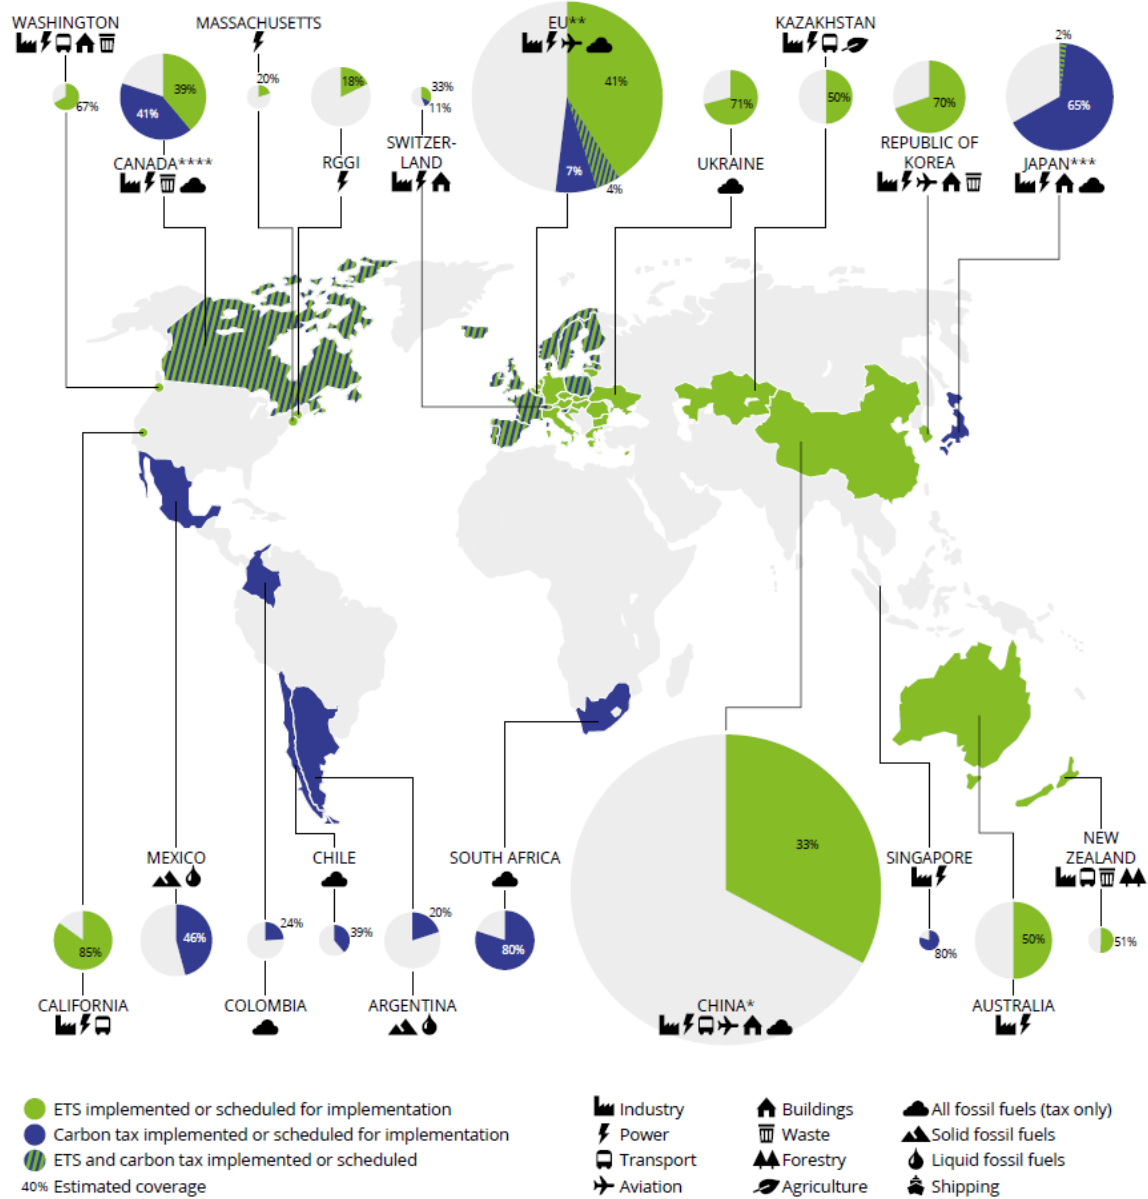 WASHINGTON
MASSACHUSETTS
EU**
KAZAKHSTAN
2%
67%
39%
41%
20%
18%
33%
11%
41%
7%
4%
71%
50%
70%
65%
CANADA****
RGGI
SWITZER-
LAND
UKRAINE
REPUBLIC OF
KOREA
JAPAN***
MEXICO
CHILE
SOUTH AFRICA
SINGAPORE
NEW
ZEALAND
85%
46%
24%
39%
20%
80%
33%
80%
50%
51%
CALIFORNIA
COLOMBIA
ARGENTINA
CHINA*
AUSTRALIA
ETS implemented or scheduled for implementation
Carbon tax implemented or scheduled for implementation
ETS and carbon tax implemented or scheduled
40% Estimated coverage
Industry
Power
Transport
Aviation
Buildings
Waste
Forestry
Agriculture
All fossil fuels (tax only)
Solid fossil fuels
Liquid fossil fuels
Shipping